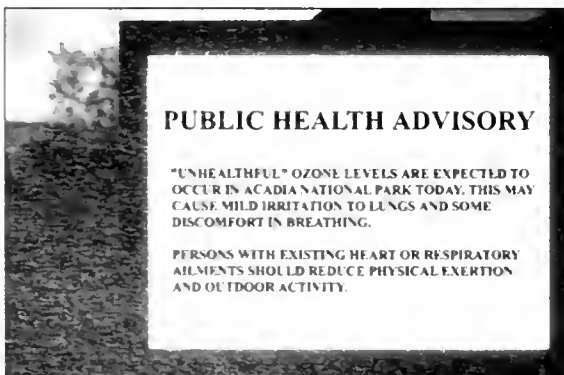 PUBLIC HEALTH ADVISORY
"UNHEALTHFUL" OZONE LEVELS ARE EXPECTED TO
OCCUR IN ACADIA NATIONAL PARK TODAY. THIS MAY
CAUSE MILD IRRITATION TO LUNGS AND SOME
DISCOMFORT IN BREATHING.
PERSONS WITH EXISTING HEART OR RESPIRATORY
AILMENTS SHOULD REDUCE PHYSICAL EXERTION
AND OUTDOOR ACTIVITY.